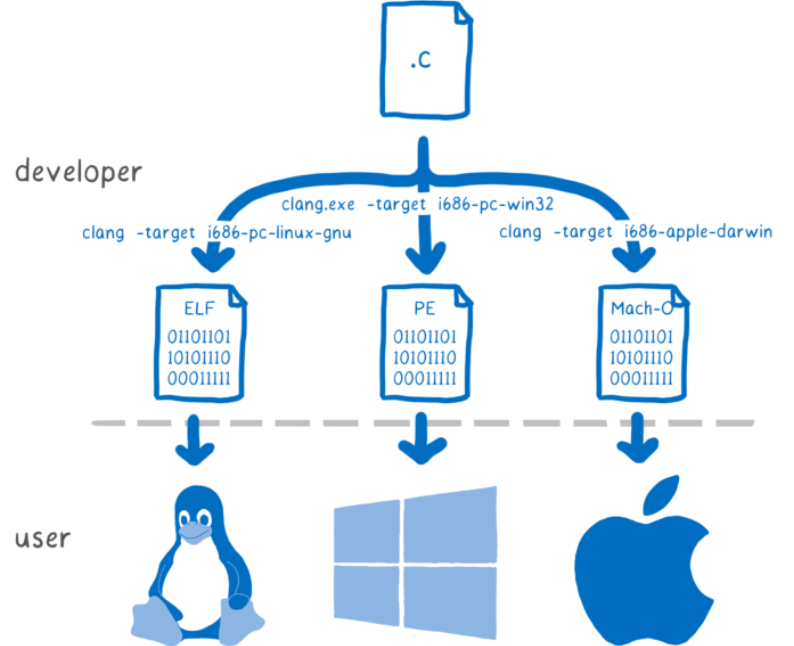 .c
developer
clang.exe -target i686-pc-win32
clang -target i686-pc-linux-gnu
clang -target i686-apple-darwin
ELF
01101101
10101110
00011111
PE
01101101
10101110
00011111
Mach-O
01101101
10101110
00011111
user